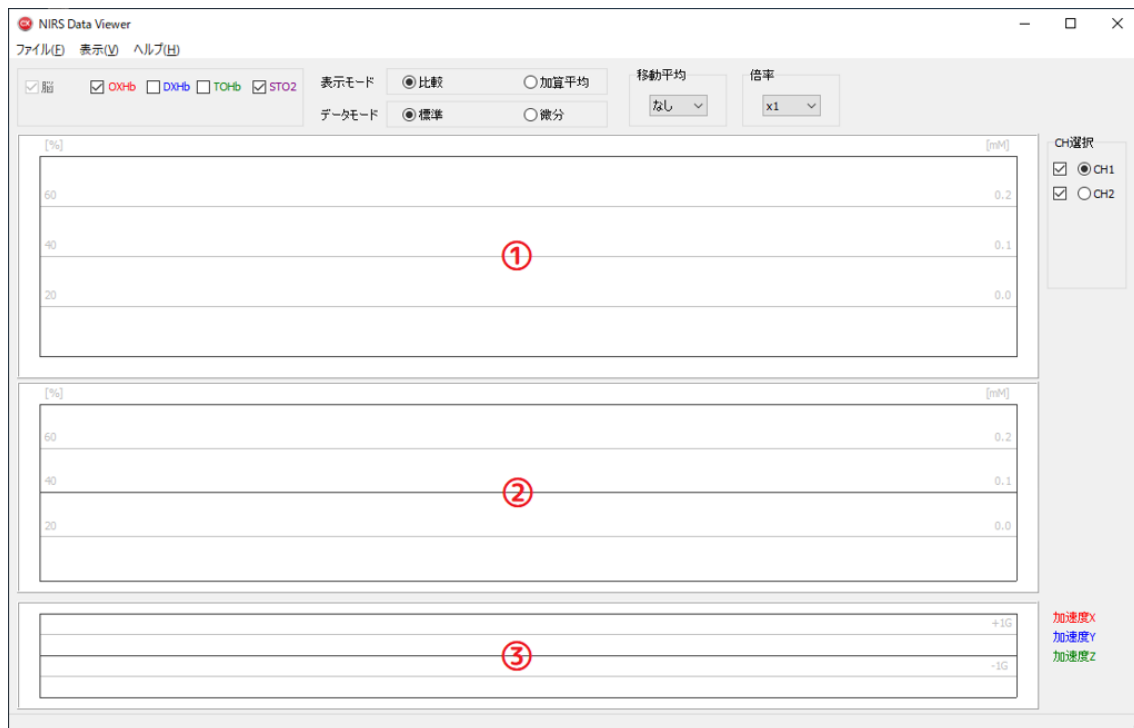 CX NIRS Data Viewer
ファイル(F) 表示(V) ヘルプ(H)
脳 OXHb DXHb TOHb STO2
表示モード 比較 加算平均
データモード 標準 微分
移動平均
なし
倍率
x1
[%] [mM]
60 0.2
40 0.1
20 0.0
①
CH選択
CH1
CH2
[%] [mM]
60 0.2
40 0.1
20 0.0
②
+1G
-1G
③
加速度X
加速度Y
加速度Z